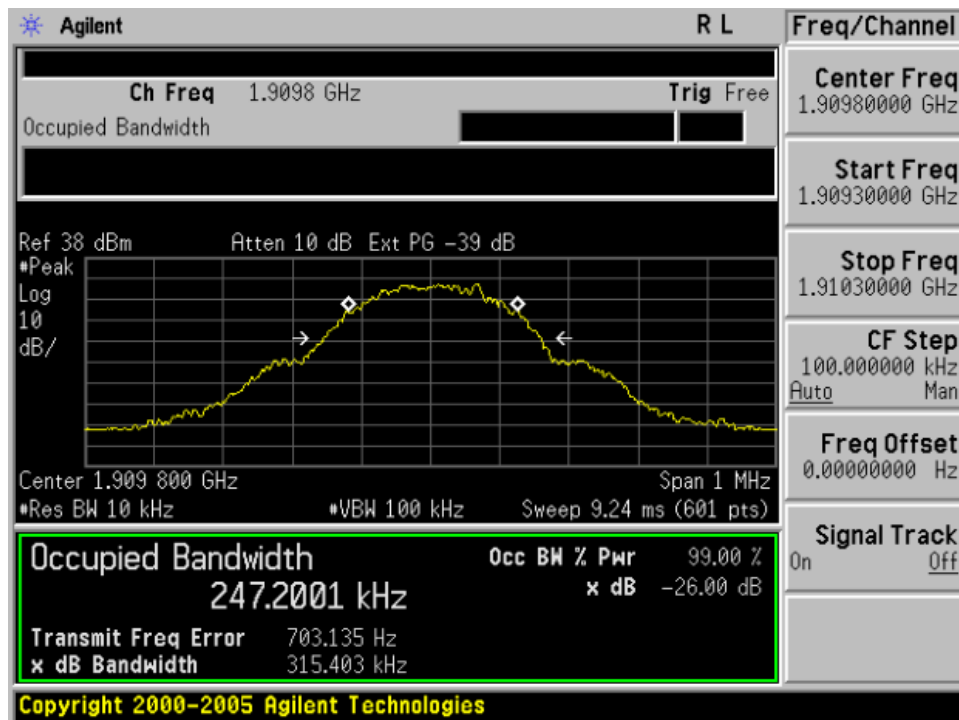 Agilent R L
Freq/Channel
Ch Freq 1.9098 GHz Trig Free
Occupied Bandwidth
Center Freq
1.90980000 GHz
Start Freq
1.90930000 GHz
Stop Freq
1.91030000 GHz
CF Step
100.000000 kHz
Auto Man
Freq Offset
0.00000000 Hz
Signal Track
On Off
Ref 38 dBm Atten 10 dB Ext PG -39 dB
#Peak
Log
10
dB/
Center 1.909 800 GHz Span 1 MHz
#Res BW 10 kHz #VBW 100 kHz Sweep 9.24 ms (601 pts)
Occupied Bandwidth
247.2001 kHz
Occ BW % Pwr 99.00 %
x dB -26.00 dB
Transmit Freq Error 703.135 Hz
x dB Bandwidth 315.403 kHz
Copyright 2000-2005 Agilent Technologies